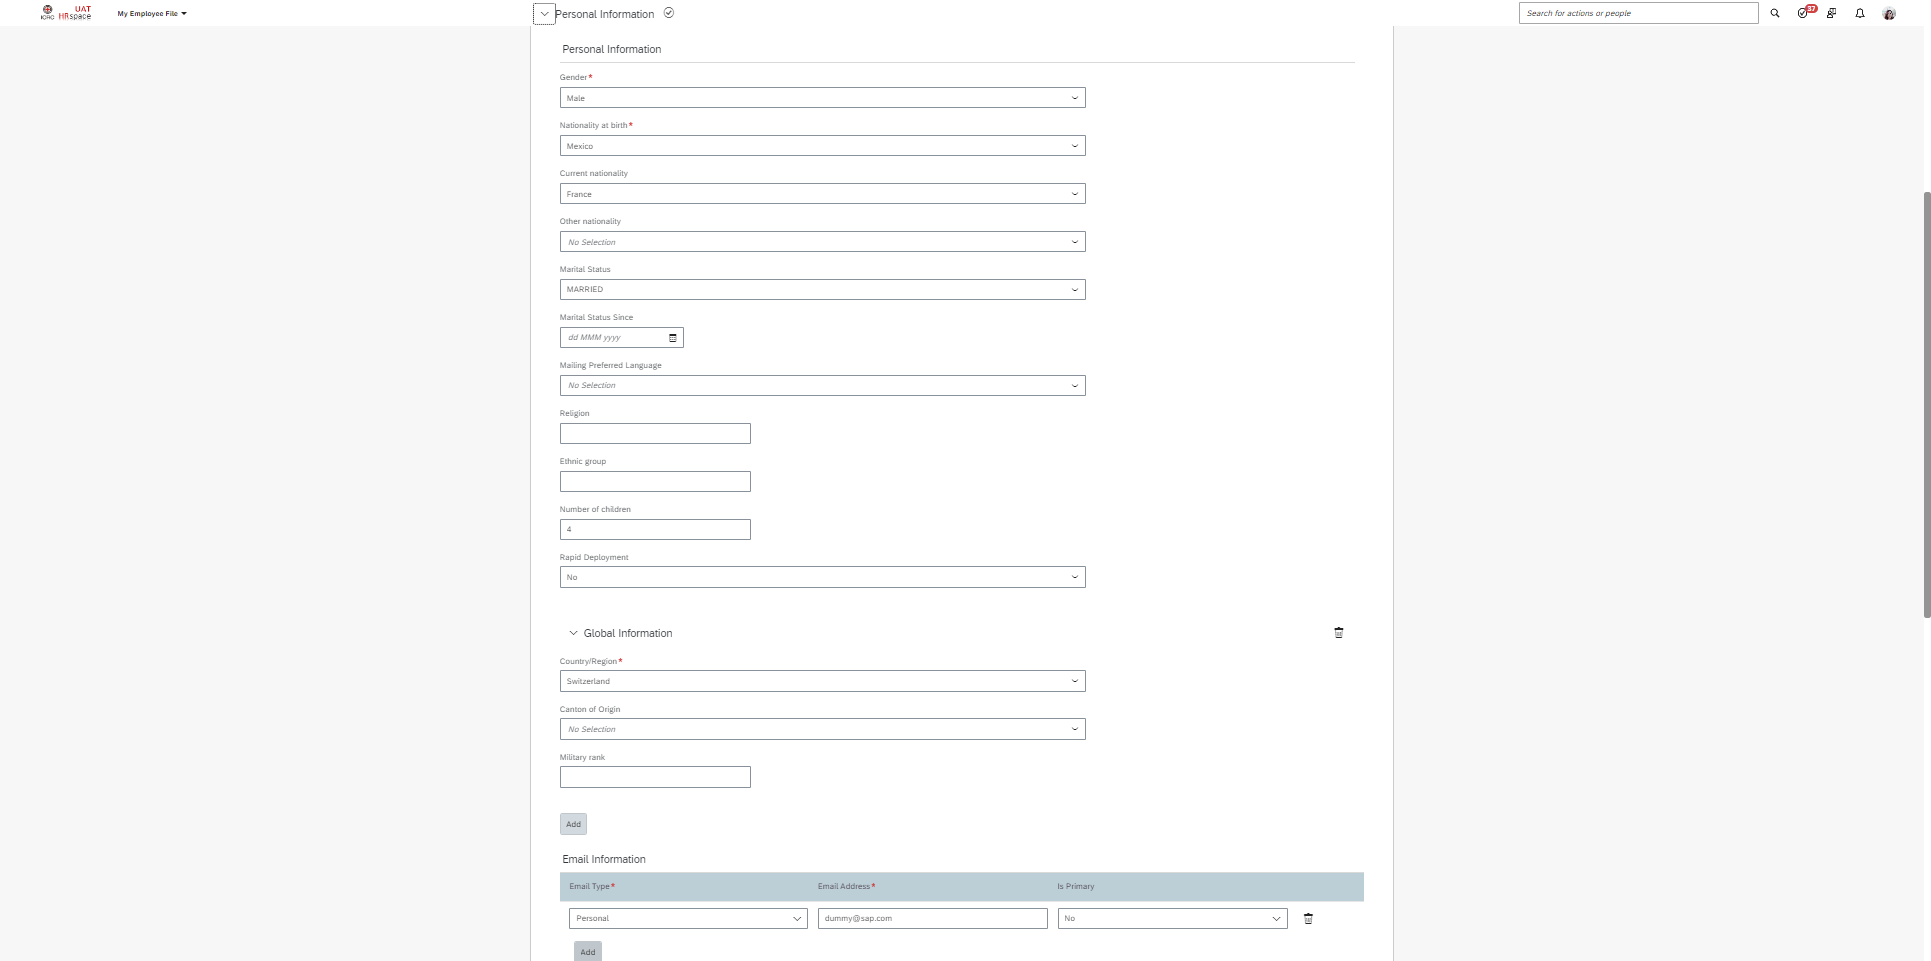 ICRC
UAT
HRspace
My Employee File
Personal Information
Search for actions or people
37
Personal Information
Gender*
Male
Nationality at birth*
Mexico
Current nationality
France
Other nationality
No Selection
Marital Status
MARRIED
Marital Status Since
dd MMM yyyy
Mailing Preferred Language
No Selection
Religion
Ethnic group
Number of children
4
Rapid Deployment
No
Global Information
Country/Region*
Switzerland
Canton of Origin
No Selection
Military rank
Add
Email Information
Email Type* Email Address* Is Primary
Personal dummy@sap.com No
Add